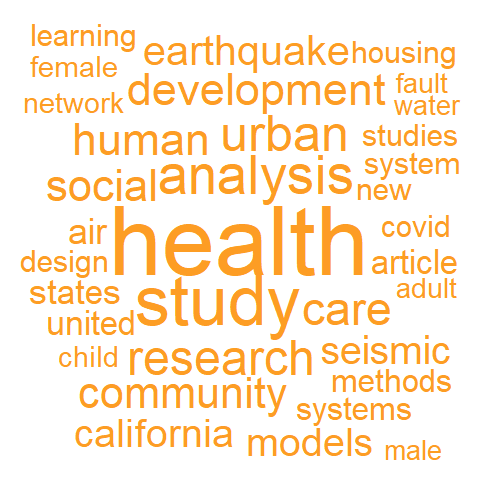 learning
earthquake housing
female
development fault
network water
human urban studies
social analysis system
new
air health covid
design article
states study care adult
united
child research seismic
community methods
systems
california models male